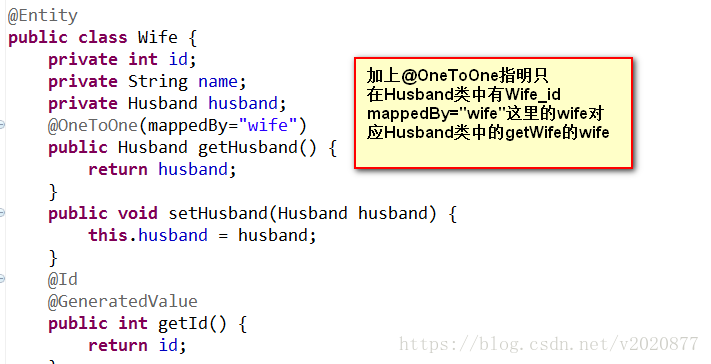 @Entity
public class Wife {
private int id;
private String name;
private Husband husband;
@OneToOne(mappedBy="wife")
public Husband getHusband() {
return husband;
}
public void setHusband(Husband husband) {
this.husband = husband;
}
@Id
@GeneratedValue
public int getId() {
return id;
}
加上@OneToOne指明只
在Husband类中有Wife_id
mappedBy="wife"这里的wife对
应Husband类中的getWife的wife
https://blog.csdn.net/v2020877